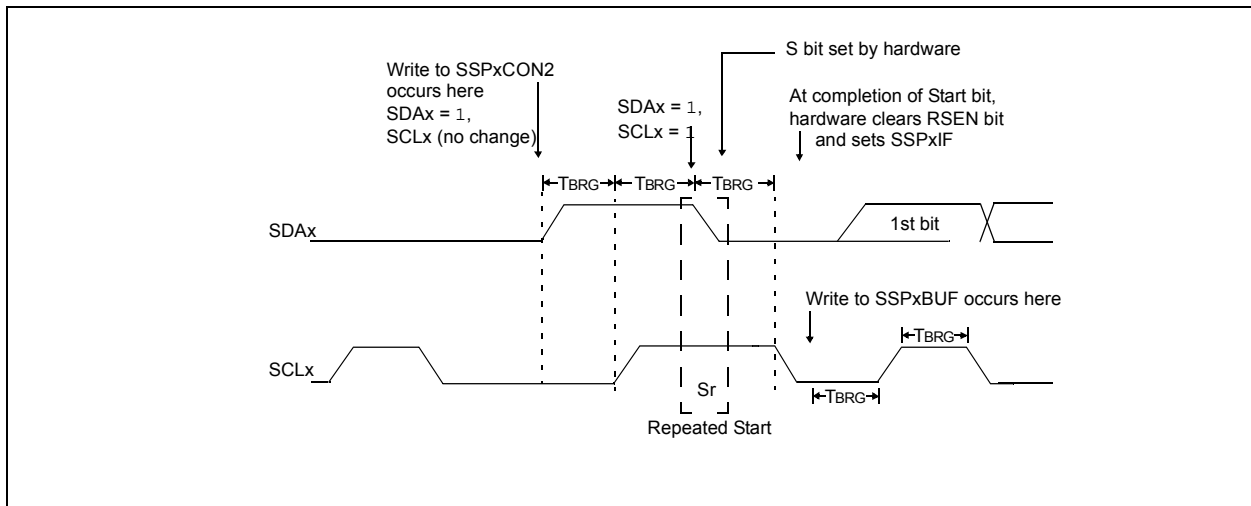 S bit set by hardware
Write to SSPxCON2
occurs here
SDAx = 1,
SCLx (no change)
SDAx = 1,
SCLx = 1
At completion of Start bit,
hardware clears RSEN bit
and sets SSPxIF
TBRG TBRG TBRG
SDAx
1st bit
Write to SSPxBUF occurs here
TBRG
SCLx
Sr
TBRG
Repeated Start